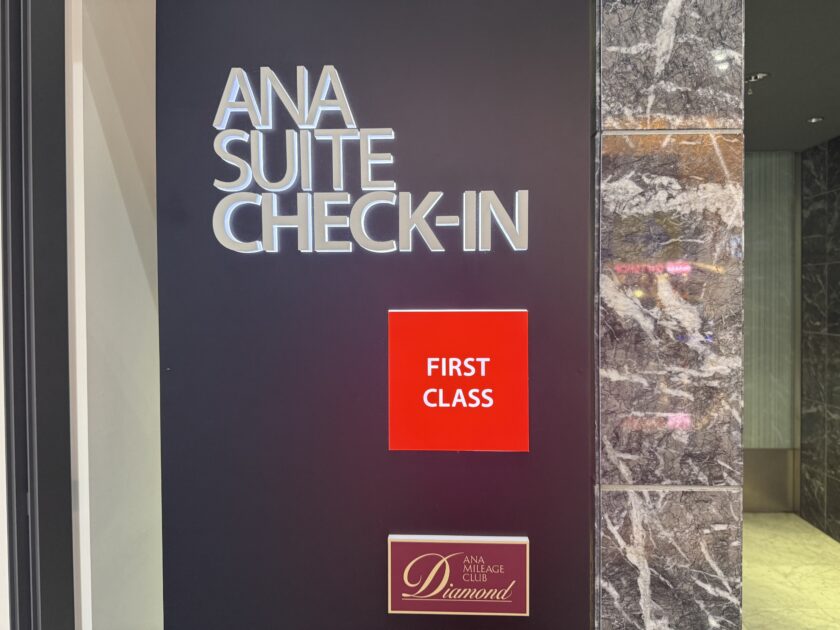 ANA
SUITE
CHECK-IN
FIRST
CLASS
ANA
MILEAGE
CLUB
Diamond